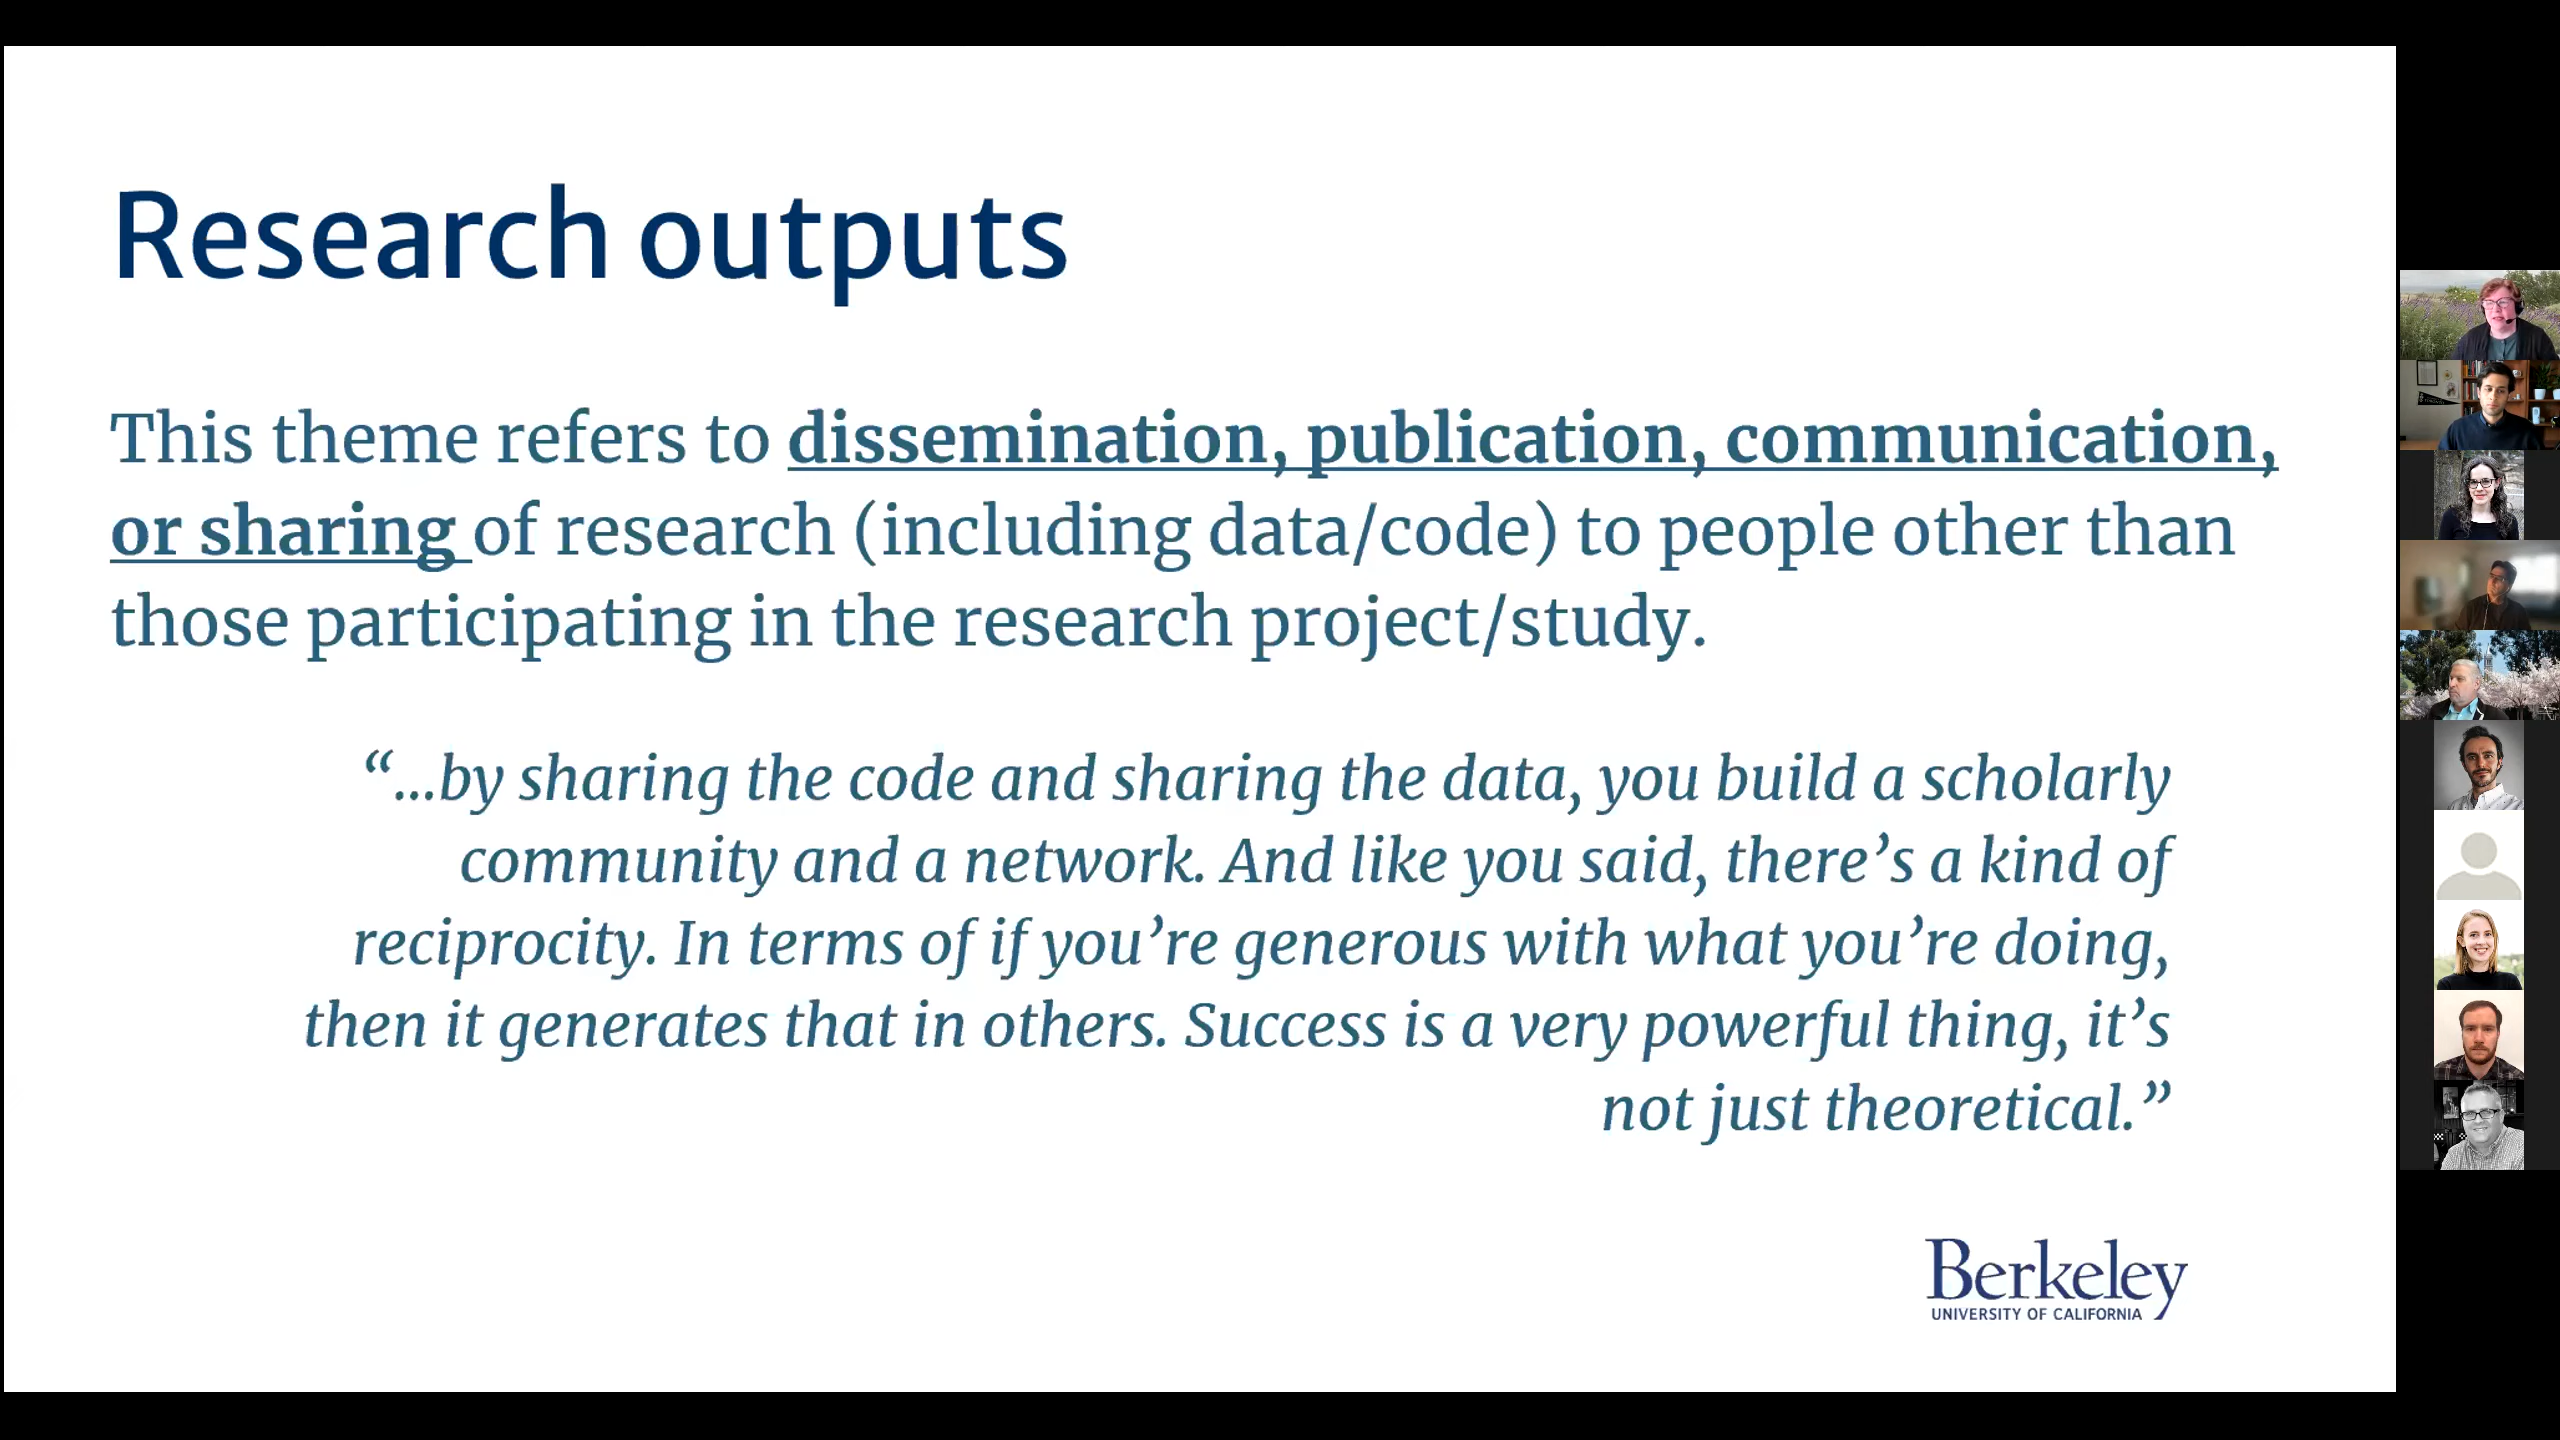 Research outputs
This theme refers to dissemination, publication, communication,
or sharing of research (including data/code) to people other than
those participating in the research project/study.
“...by sharing the code and sharing the data, you build a scholarly
community and a network. And like you said, there’s a kind of
reciprocity. In terms of if you’re generous with what you’re doing,
then it generates that in others. Success is a very powerful thing, it’s
not just theoretical.”
Berkeley
UNIVERSITY OF CALIFORNIA